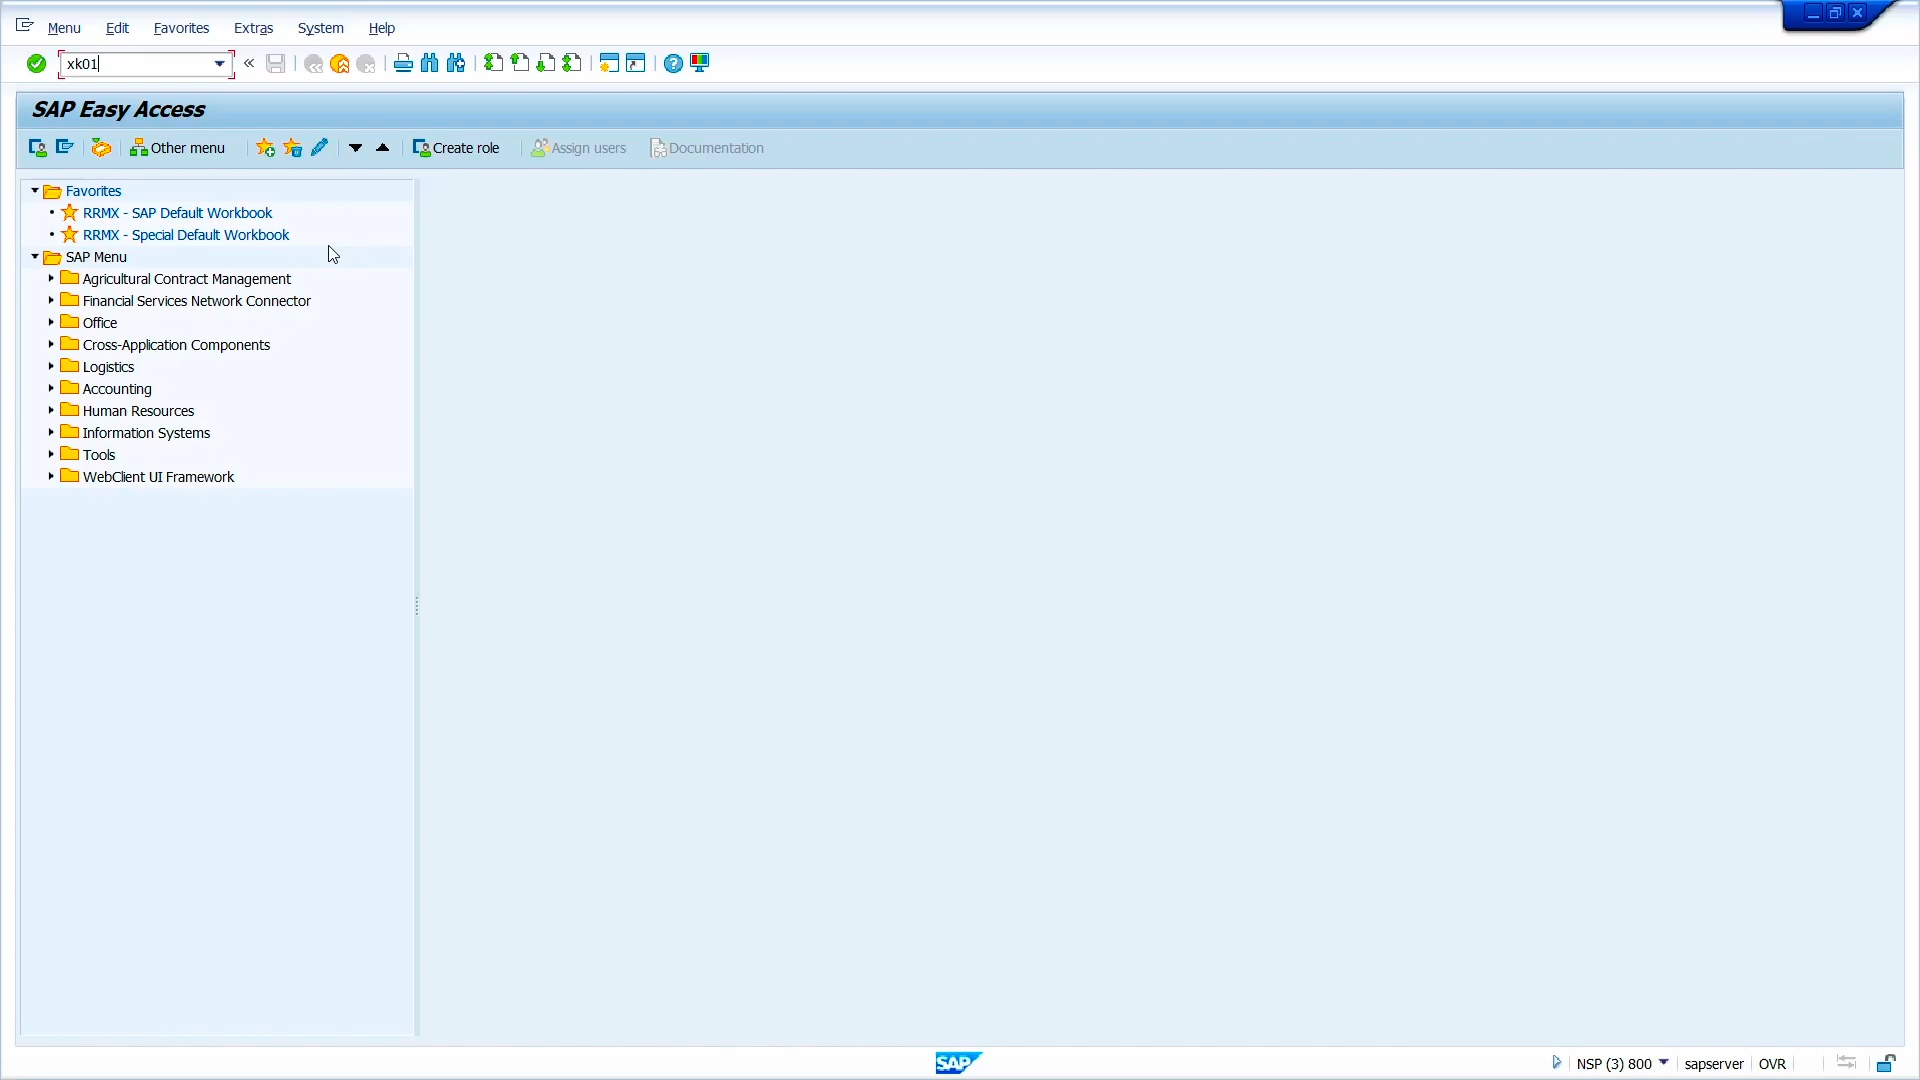 Menu Edit Favorites Extras System Help
xk01
SAP Easy Access
Other menu Create role Assign users Documentation
Favorites
RRMX - SAP Default Workbook
RRMX - Special Default Workbook
SAP Menu
Agricultural Contract Management
Financial Services Network Connector
Office
Cross-Application Components
Logistics
Accounting
Human Resources
Information Systems
Tools
WebClient UI Framework
SAP NSP (3) 800 sapserver OVR